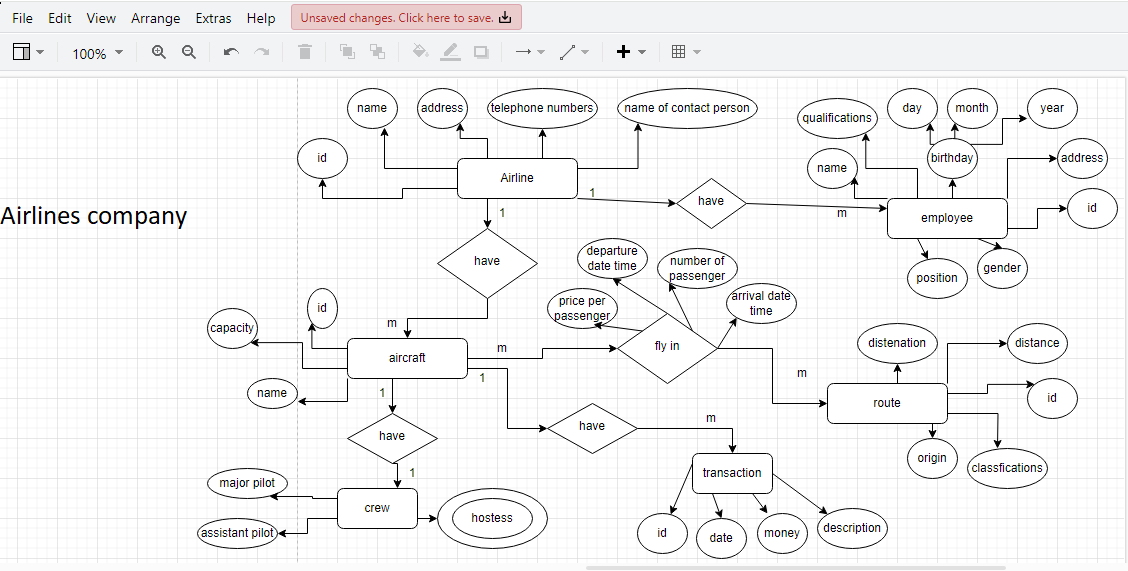 File Edit View Arrange Extras Help Unsaved changes. Click here to save.
100%
name
address
telephone numbers
name of contact person
qualifications
day
month
year
id
Airline
name
birthday
address
1
have
m
employee
id
Airlines company
1
have
departure
date time
number of
passenger
position
gender
id
price per
passenger
arrival date
time
capacity
m
aircraft
m
fly in
m
distenation
distance
name
1
1
route
id
have
have
m
1
origin
classfications
major pilot
crew
hostess
assistant pilot
transaction
id
date
money
description